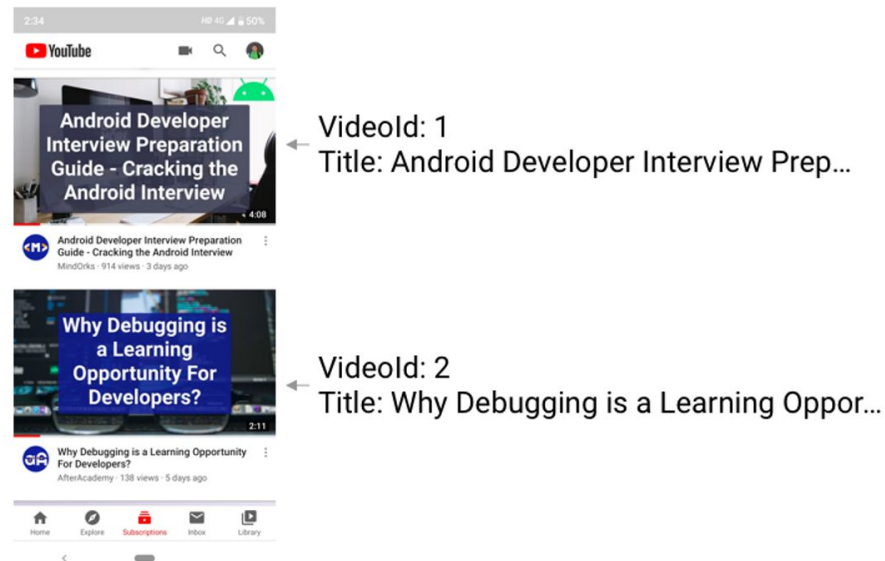 2:34
4G 50%
YouTube
Android Developer
Interview Preparation
Guide - Cracking the
Android Interview
4:08
<M>
Android Developer Interview Preparation
Guide - Cracking the Android Interview
MindOrks · 914 views · 3 days ago
VideoId: 1
Title: Android Developer Interview Prep...
Why Debugging is
a Learning
Opportunity For
Developers?
2:11
Why Debugging is a Learning Opportunity
For Developers?
AfterAcademy · 138 views · 5 days ago
VideoId: 2
Title: Why Debugging is a Learning Oppor...
Home
Explore
Subscriptions
Inbox
Library